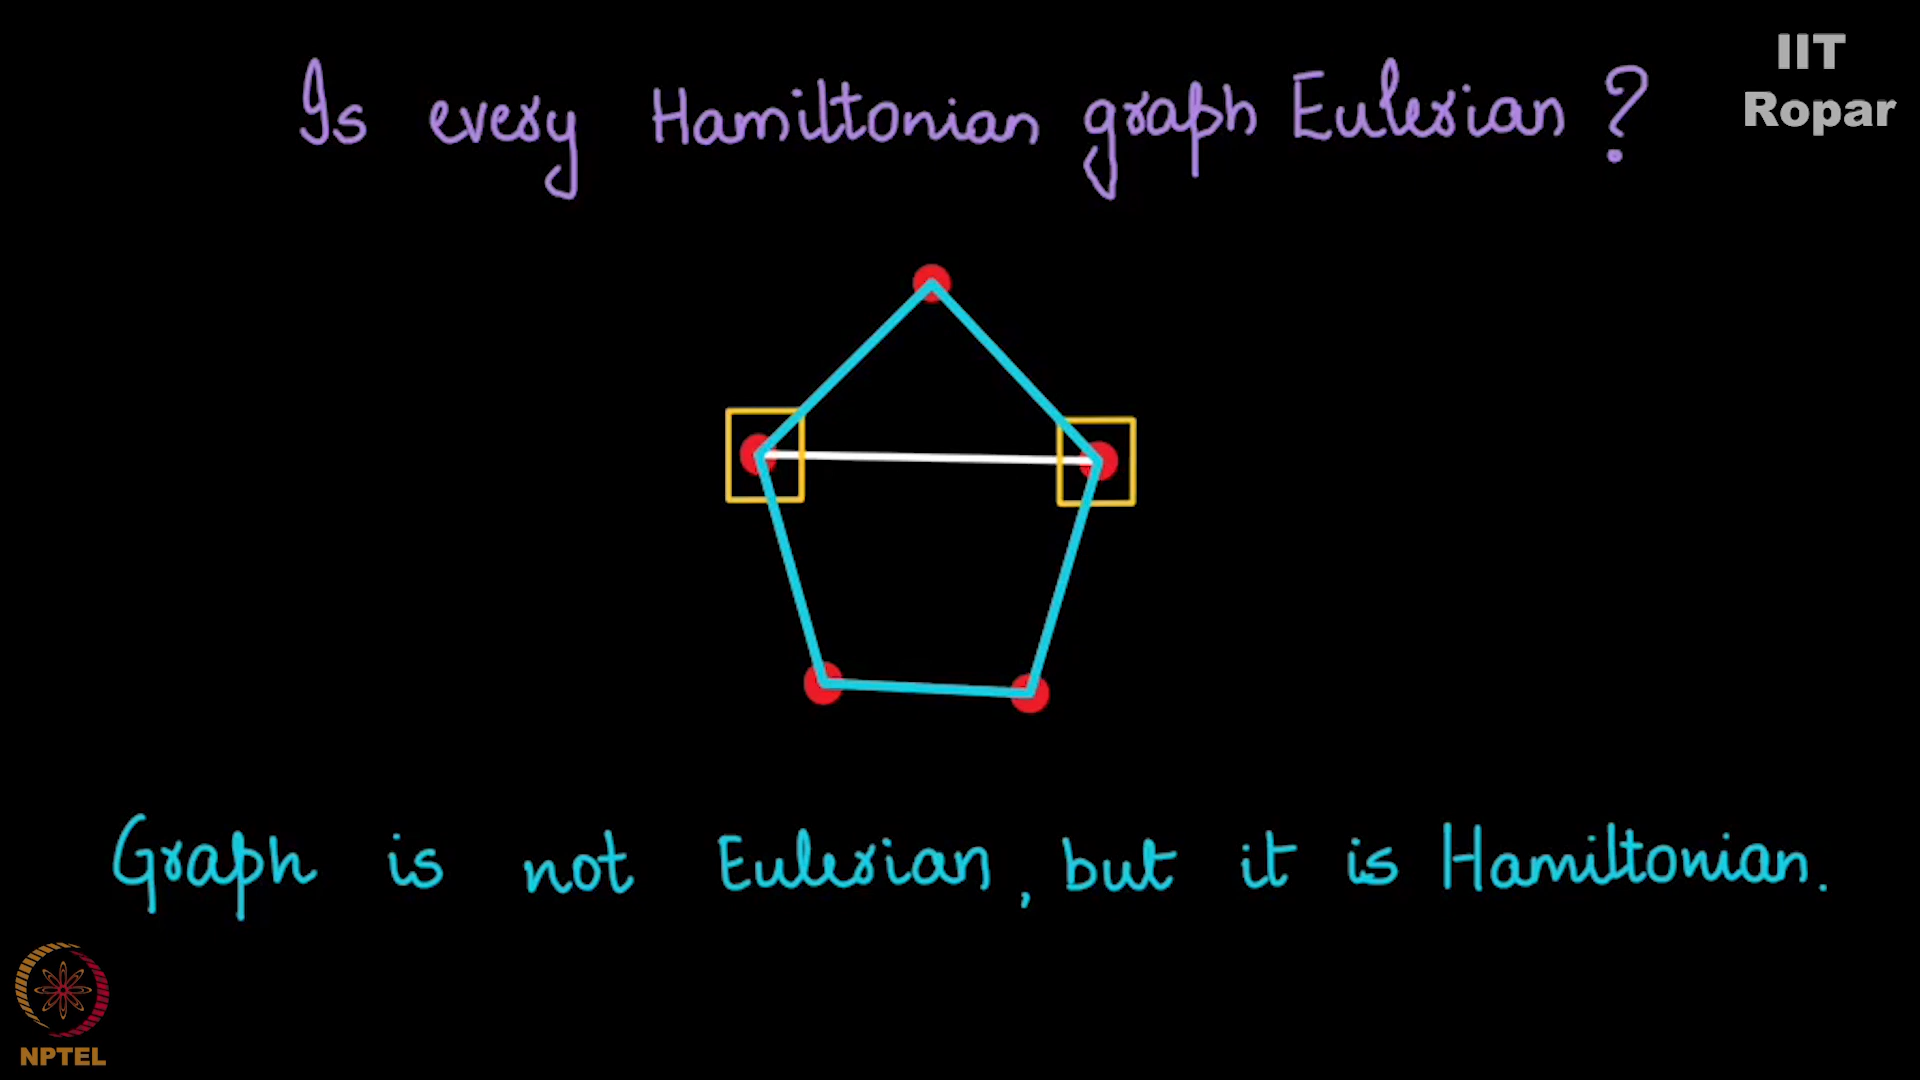 IIT
Ropar
Is every Hamiltonian graph Eulerian ?
Graph is not Eulerian, but it is Hamiltonian.
NPTEL